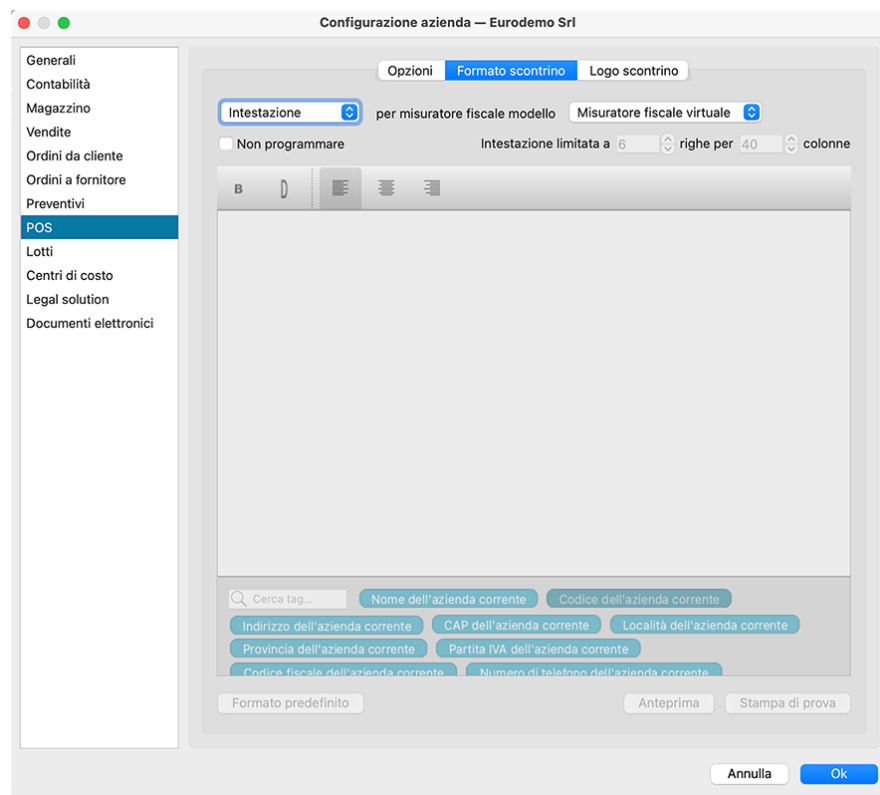 Configurazione azienda — Eurodemo Srl
Generali
Contabilità
Magazzino
Vendite
Ordini da cliente
Ordini a fornitore
Preventivi
POS
Lotti
Centri di costo
Legal solution
Documenti elettronici
Opzioni Formato scontrino Logo scontrino
Intestazione per misuratore fiscale modello Misuratore fiscale virtuale
Non programmare Intestazione limitata a 6 righe per 40 colonne
B D
Cerca tag... Nome dell'azienda corrente Codice dell'azienda corrente
Indirizzo dell'azienda corrente CAP dell'azienda corrente Località dell'azienda corrente
Provincia dell'azienda corrente Partita IVA dell'azienda corrente
Codice fiscale dell'azienda corrente Numero di telefono dell'azienda corrente
Formato predefinito Anteprima Stampa di prova
Annulla Ok